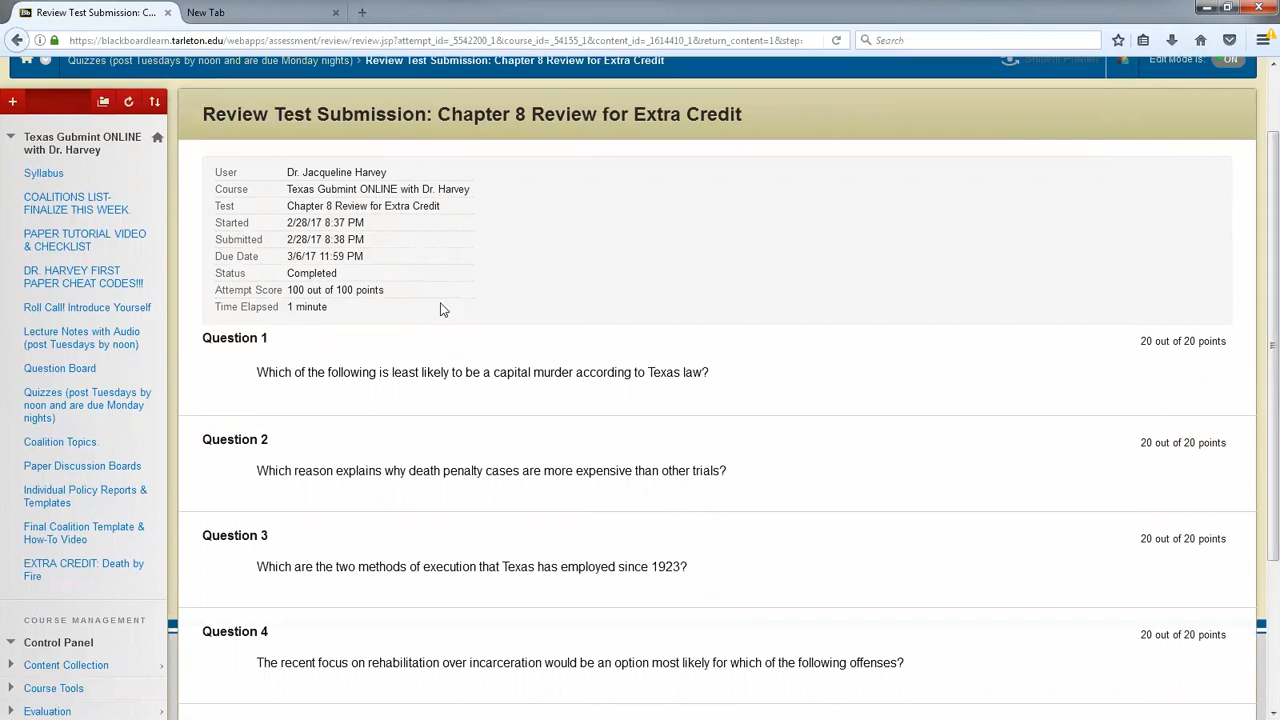 Review Test Submission: C...
New Tab
https://blackboardlearn.tarleton.edu/webapps/assessment/review/review.jsp?attempt_id=_5542200_1&course_id=_54155_1&content_id=_1614410_1&return_content=1&step=
Search
Quizzes (post Tuesdays by noon and are due Monday nights) › Review Test Submission: Chapter 8 Review for Extra Credit
Student Preview
Edit Mode is: ON
Texas Gubmint ONLINE
with Dr. Harvey
Syllabus
COALITIONS LIST-
FINALIZE THIS WEEK.
PAPER TUTORIAL VIDEO
& CHECKLIST
DR. HARVEY FIRST
PAPER CHEAT CODES!!!
Roll Call! Introduce Yourself
Lecture Notes with Audio
(post Tuesdays by noon)
Question Board
Quizzes (post Tuesdays by
noon and are due Monday
nights)
Coalition Topics.
Paper Discussion Boards
Individual Policy Reports &
Templates
Final Coalition Template &
How-To Video
EXTRA CREDIT: Death by
Fire
COURSE MANAGEMENT
Control Panel
Content Collection
Course Tools
Evaluation
Review Test Submission: Chapter 8 Review for Extra Credit
User Dr. Jacqueline Harvey
Course Texas Gubmint ONLINE with Dr. Harvey
Test Chapter 8 Review for Extra Credit
Started 2/28/17 8:37 PM
Submitted 2/28/17 8:38 PM
Due Date 3/6/17 11:59 PM
Status Completed
Attempt Score 100 out of 100 points
Time Elapsed 1 minute
Question 1
20 out of 20 points
Which of the following is least likely to be a capital murder according to Texas law?
Question 2
20 out of 20 points
Which reason explains why death penalty cases are more expensive than other trials?
Question 3
20 out of 20 points
Which are the two methods of execution that Texas has employed since 1923?
Question 4
20 out of 20 points
The recent focus on rehabilitation over incarceration would be an option most likely for which of the following offenses?